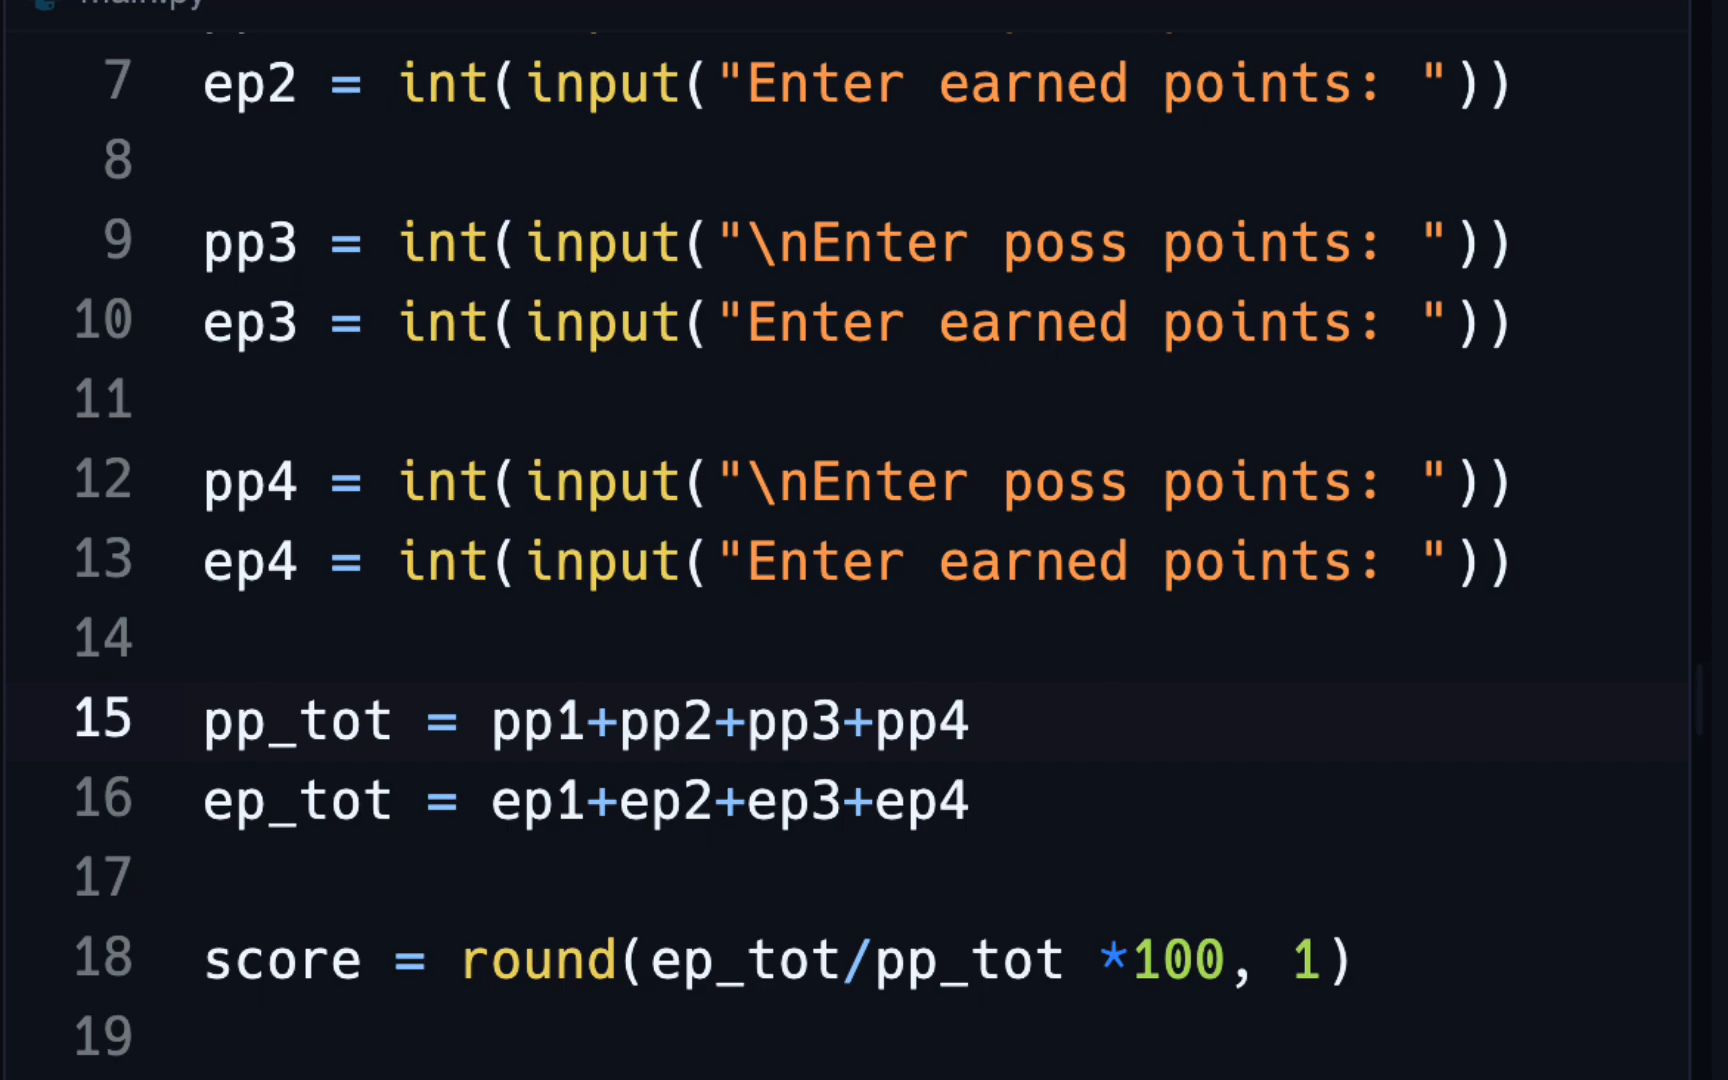 main.py
7 ep2 = int(input("Enter earned points: "))
8
9 pp3 = int(input("\nEnter poss points: "))
10 ep3 = int(input("Enter earned points: "))
11
12 pp4 = int(input("\nEnter poss points: "))
13 ep4 = int(input("Enter earned points: "))
14
15 pp_tot = pp1+pp2+pp3+pp4
16 ep_tot = ep1+ep2+ep3+ep4
17
18 score = round(ep_tot/pp_tot *100, 1)
19